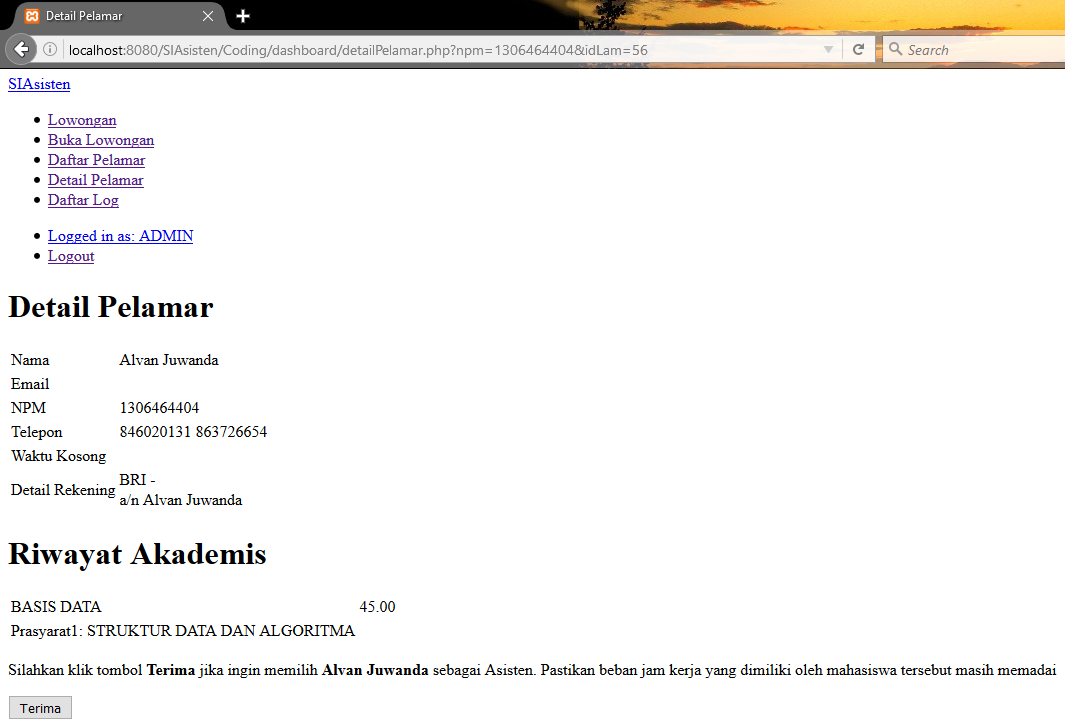 Detail Pelamar
localhost:8080/SIAsisten/Coding/dashboard/detailPelamar.php?npm=1306464404&idLam=56
Search
SIAsisten
Lowongan
Buka Lowongan
Daftar Pelamar
Detail Pelamar
Daftar Log
Logged in as: ADMIN
Logout
Detail Pelamar
Nama Alvan Juwanda
Email
NPM 1306464404
Telepon 846020131 863726654
Waktu Kosong
Detail Rekening BRI -
a/n Alvan Juwanda
Riwayat Akademis
BASIS DATA 45.00
Prasyarat1: STRUKTUR DATA DAN ALGORITMA
Silahkan klik tombol Terima jika ingin memilih Alvan Juwanda sebagai Asisten. Pastikan beban jam kerja yang dimiliki oleh mahasiswa tersebut masih memadai
Terima